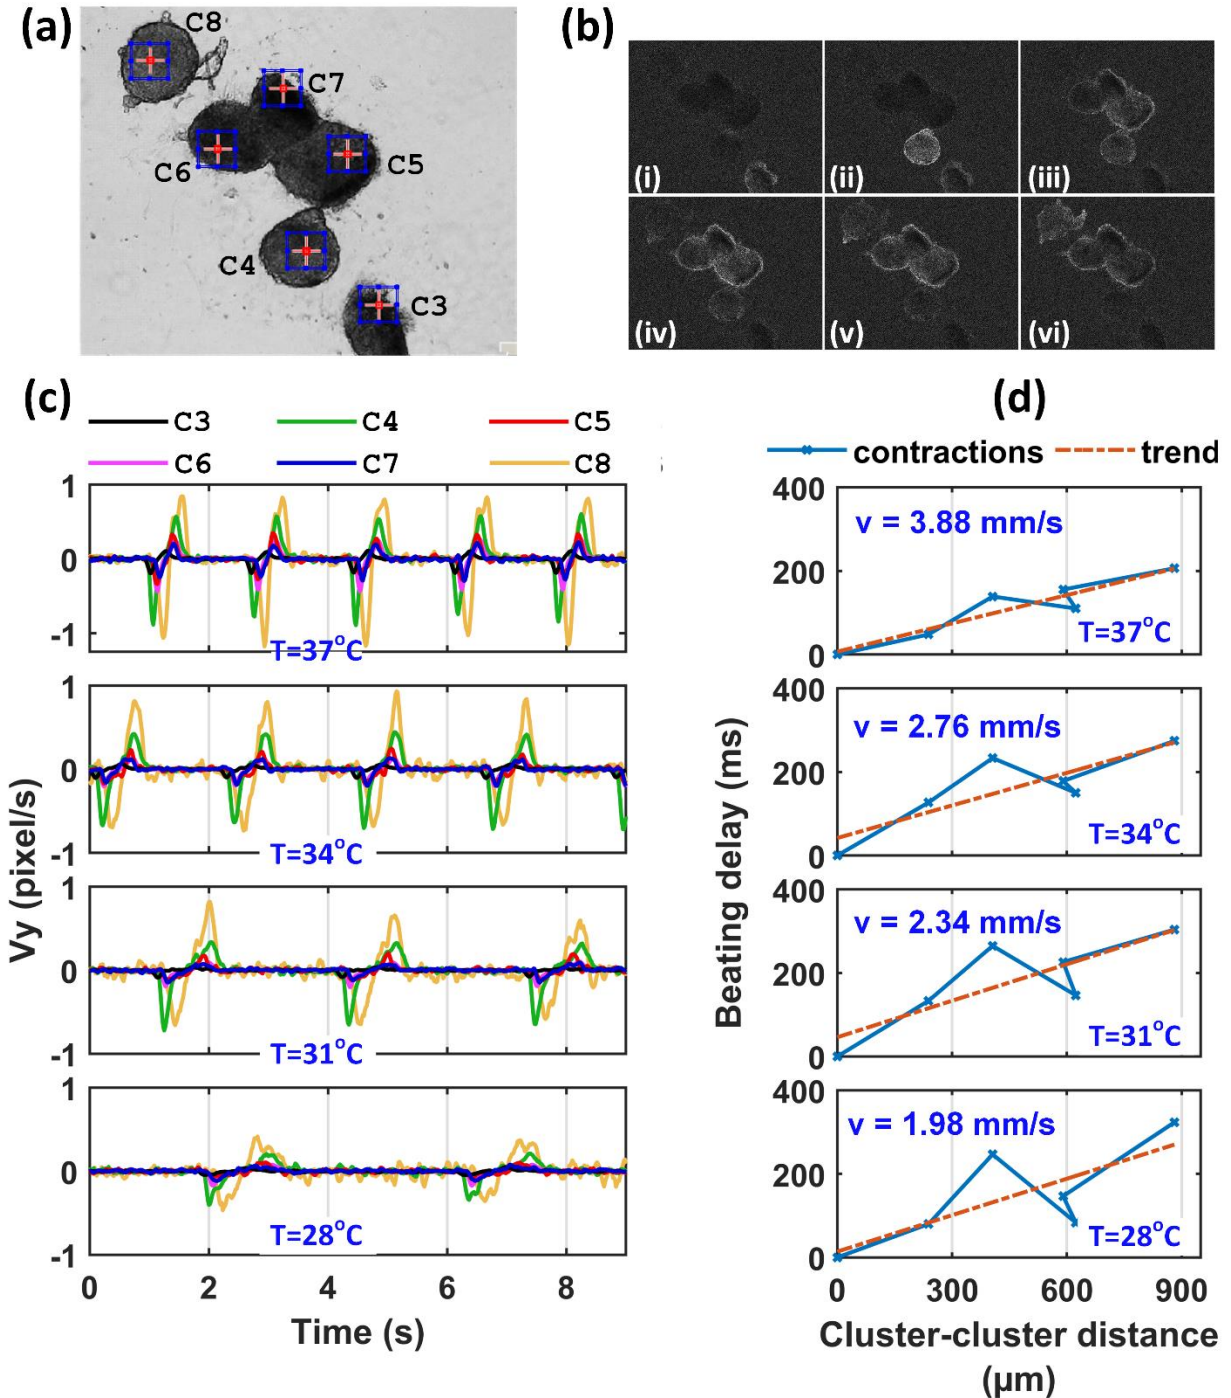 (a)
C8
C7
C6
C5
C4
C3
(b)
(i)
(ii)
(iii)
(iv)
(v)
(vi)
(c)
C3 C4 C5
C6 C7 C8
1
0
-1
T=37°C
1
0
-1
T=34°C
1
0
-1
T=31°C
1
0
-1
T=28°C
0 2 4 6 8
Time (s)
Vy (pixel/s)
(d)
contractions trend
400
200
0
v = 3.88 mm/s
T=37°C
400
200
0
v = 2.76 mm/s
T=34°C
400
200
0
v = 2.34 mm/s
T=31°C
400
200
0
v = 1.98 mm/s
T=28°C
0 300 600 900
Cluster-cluster distance
(μm)
Beating delay (ms)